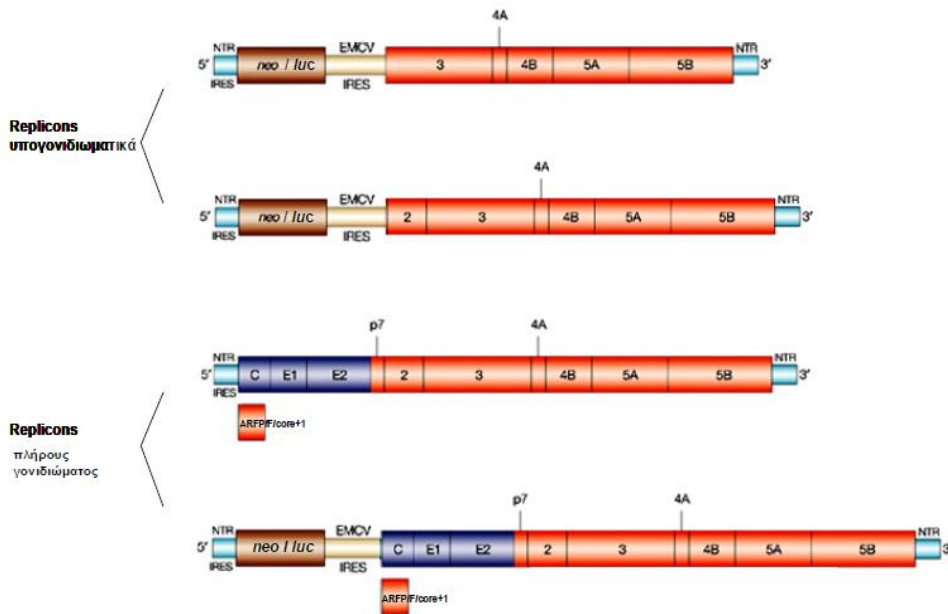 4A
NTR EMCV NTR
5' neo / luc 3 4B 5A 5B 3'
IRES IRES
Replicons
υπογονιδιωματικά
4A
NTR EMCV NTR
5' neo / luc 2 3 4B 5A 5B 3'
IRES IRES
p7 4A
NTR NTR
5' C E1 E2 2 3 4B 5A 5B 3'
IRES
ARFP/F/core+1
Replicons
πλήρους
γονιδιώματος
p7 4A
NTR EMCV NTR
5' neo / luc C E1 E2 2 3 4B 5A 5B 3'
IRES IRES
ARFP/F/core+1